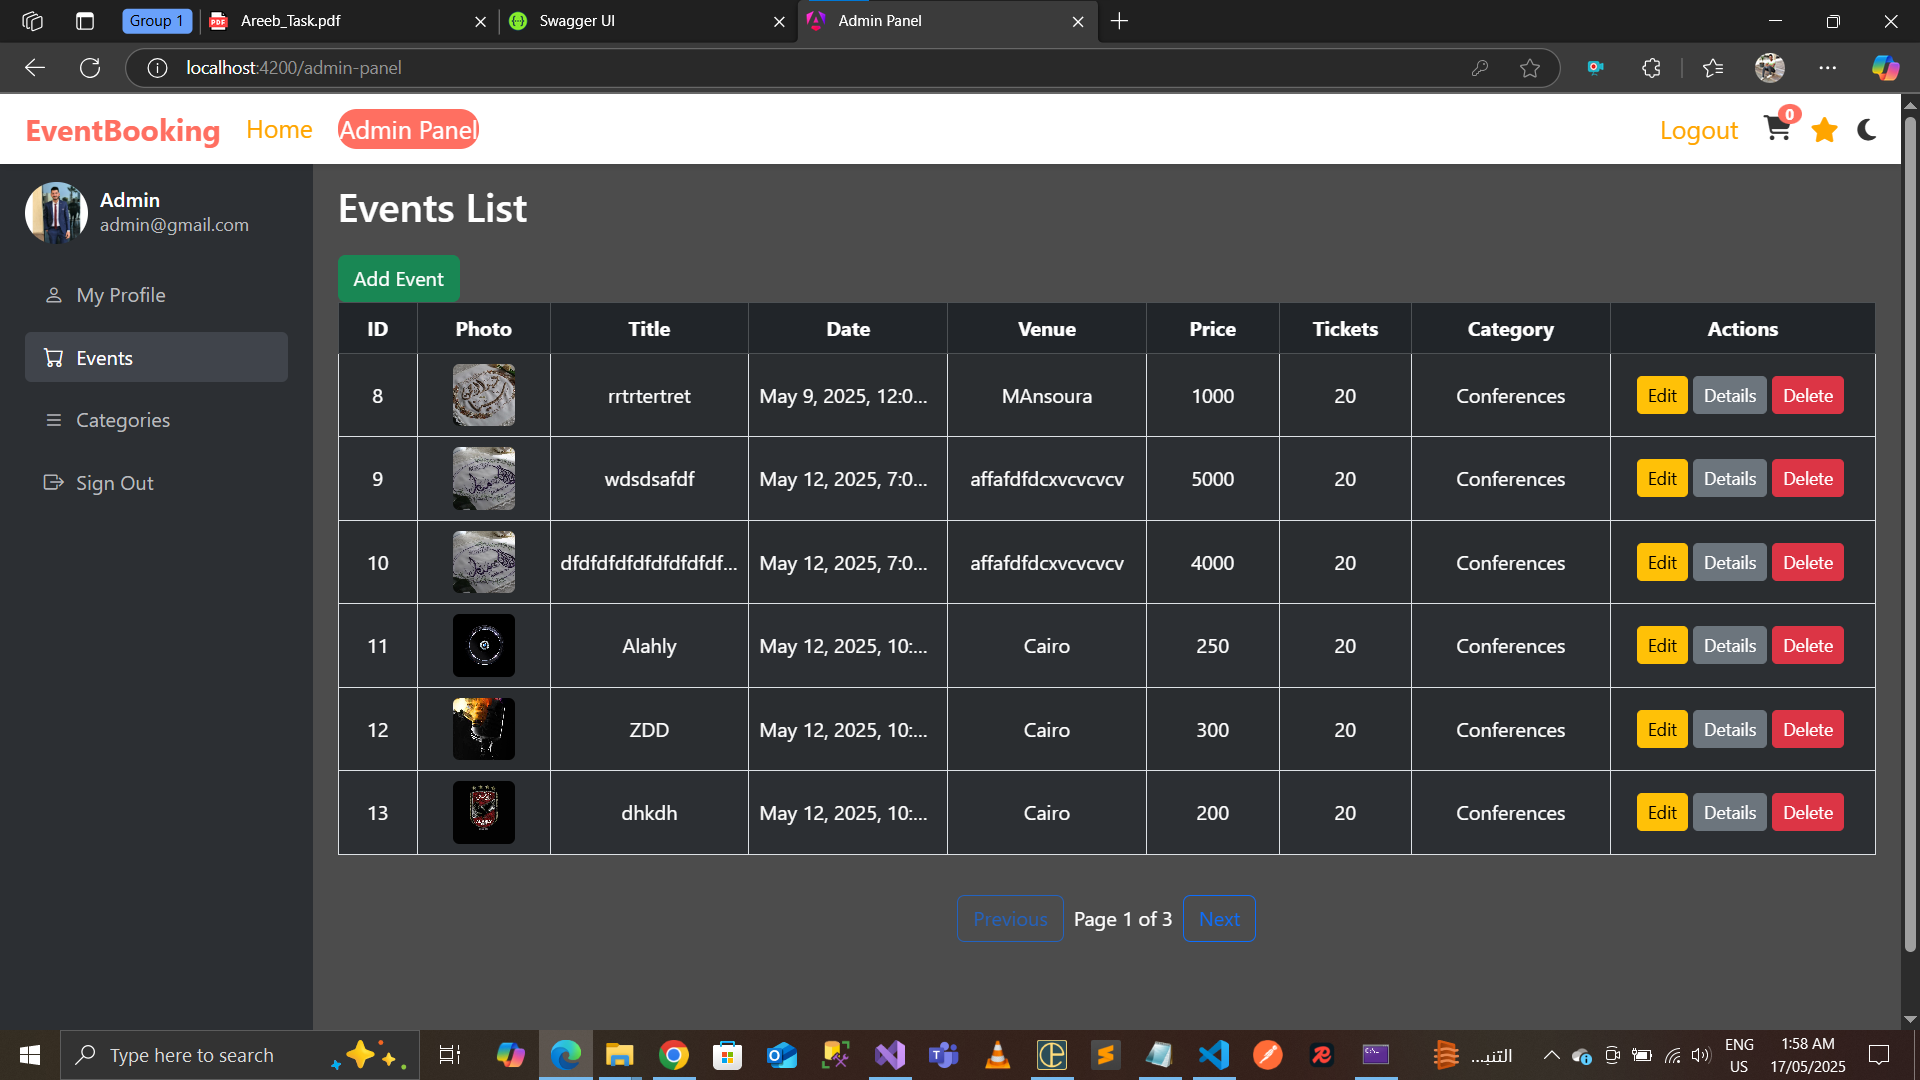 Group 1 Areeb_Task.pdf Swagger UI Admin Panel
localhost:4200/admin-panel
EventBooking Home Admin Panel Logout 0
Admin
admin@gmail.com
My Profile
Events
Categories
Sign Out
Events List
Add Event
ID Photo Title Date Venue Price Tickets Category Actions
8 rrtrtertret May 9, 2025, 12:0... MAnsoura 1000 20 Conferences Edit Details Delete
9 wdsdsafdf May 12, 2025, 7:0... affafdfdcxvcvcvcv 5000 20 Conferences Edit Details Delete
10 dfdfdfdfdfdfdfdfdf... May 12, 2025, 7:0... affafdfdcxvcvcvcv 4000 20 Conferences Edit Details Delete
11 Alahly May 12, 2025, 10:... Cairo 250 20 Conferences Edit Details Delete
12 ZDD May 12, 2025, 10:... Cairo 300 20 Conferences Edit Details Delete
13 dhkdh May 12, 2025, 10:... Cairo 200 20 Conferences Edit Details Delete
Previous Page 1 of 3 Next
Type here to search
التنبـ...
ENG
US
1:58 AM
17/05/2025